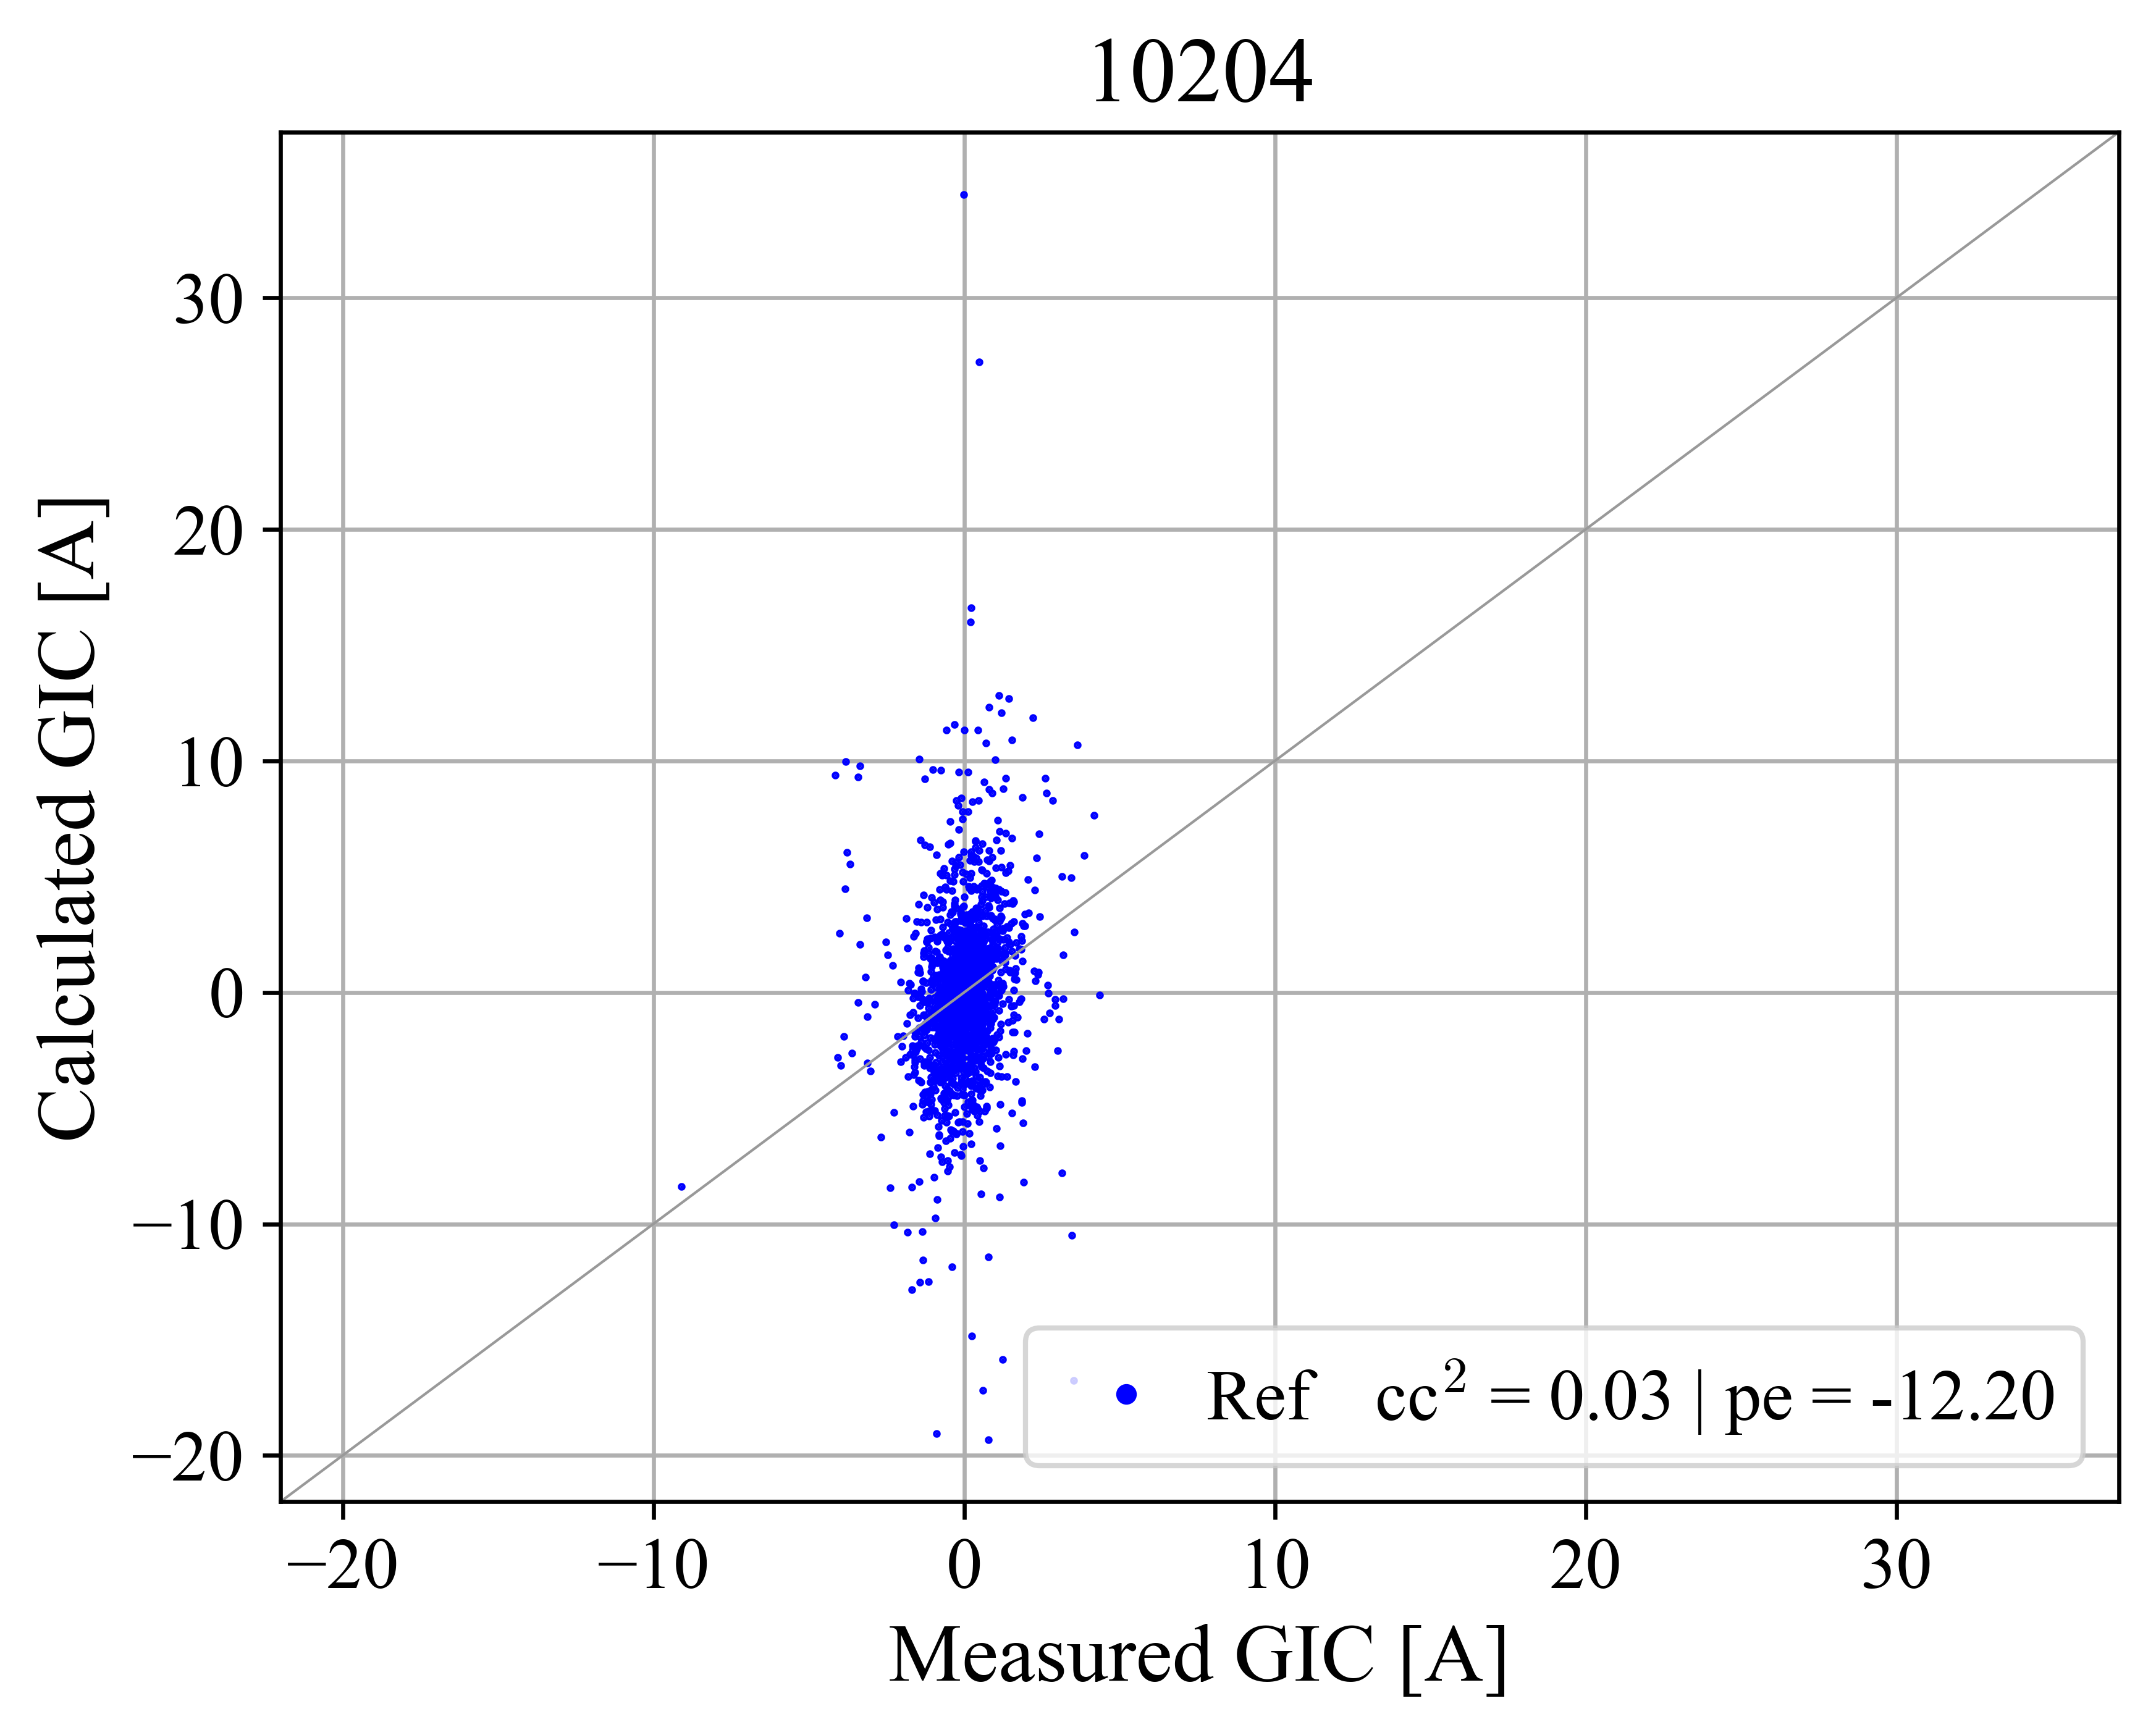 10204
Calculated GIC [A]
30
20
10
0
−10
−20
Ref cc² = 0.03 | pe = -12.20
−20 −10 0 10 20 30
Measured GIC [A]